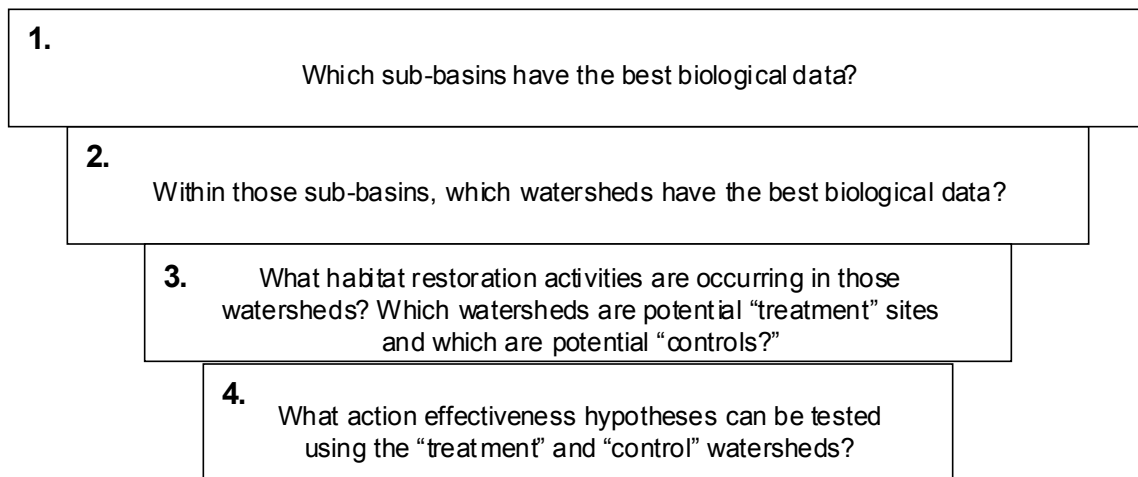 1.
Which sub-basins have the best biological data?
2.
Within those sub-basins, which watersheds have the best biological data?
3. What habitat restoration activities are occurring in those
watersheds? Which watersheds are potential “treatment” sites
and which are potential “controls?”
4.
What action effectiveness hypotheses can be tested
using the “treatment” and “control” watersheds?